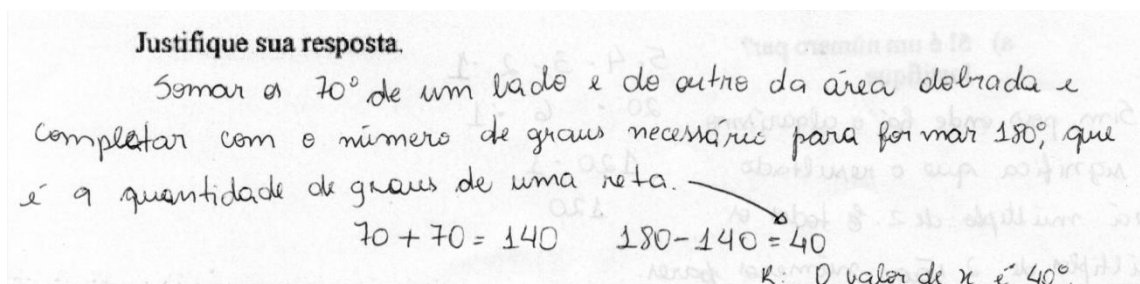 Justifique sua resposta.
Somar os 70° de um lado e do outro da área dobrada e
completar com o número de graus necessário para formar 180°, que
é a quantidade de graus de uma reta.
70 + 70 = 140 180 - 140 = 40
R: O valor de x é 40°.